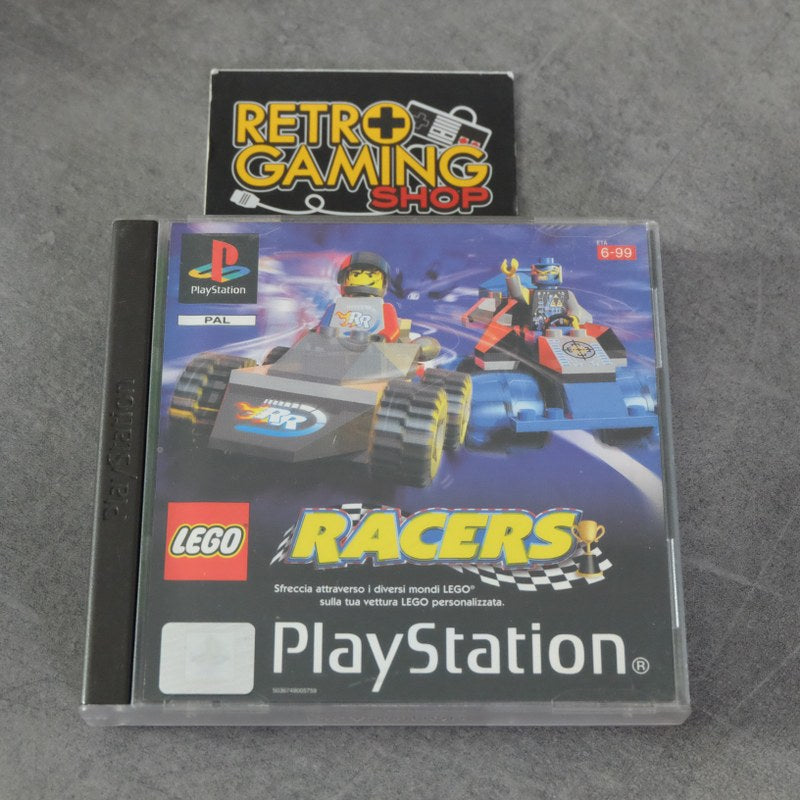 RETRO
GAMING
SHOP
PlayStation
PlayStation
PAL
ETA
6-99
RR
RR
LEGO
RACERS
Sfreccia attraverso i diversi mondi LEGO®
sulla tua vettura LEGO personalizzata.
PlayStation®
5036749005759